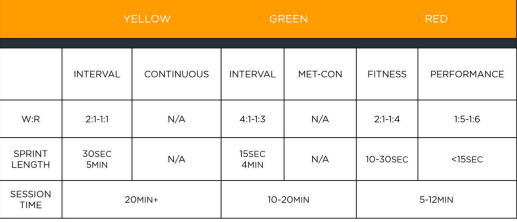 YELLOW GREEN RED
INTERVAL CONTINUOUS INTERVAL MET-CON FITNESS PERFORMANCE
W:R 2:1-1:1 N/A 4:1-1:3 N/A 2:1-1:4 1:5-1:6
SPRINT LENGTH 30SEC 5MIN N/A 15SEC 4MIN N/A 10-30SEC <15SEC
SESSION TIME 20MIN+ 10-20MIN 5-12MIN